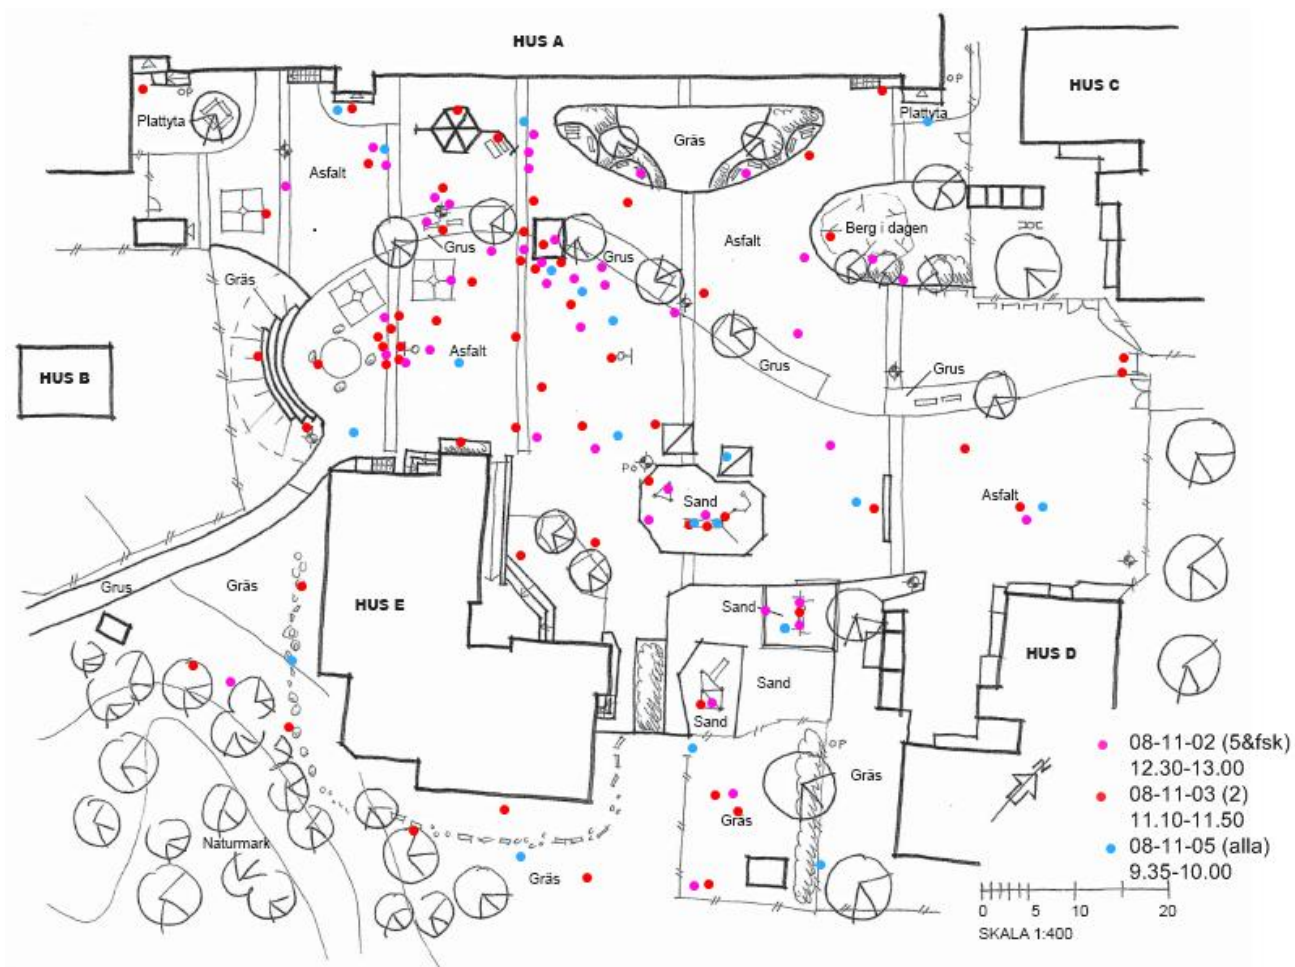 HUS A
HUS C
OP
OP
Plattyta
Plattyta
Gräs
Asfalt
Berg i dagen
Asfalt
Grus
Grus
Gräs
Asfalt
Grus
Grus
HUS B
PO
Sand
Asfalt
Grus
Gräs
HUS E
Sand
HUS D
Sand
Sand
OP
Gräs
Gräs
Naturmark
Gräs
N
08-11-02 (5&fsk)
12.30-13.00
08-11-03 (2)
11.10-11.50
08-11-05 (alla)
9.35-10.00
0 5 10 20
SKALA 1:400